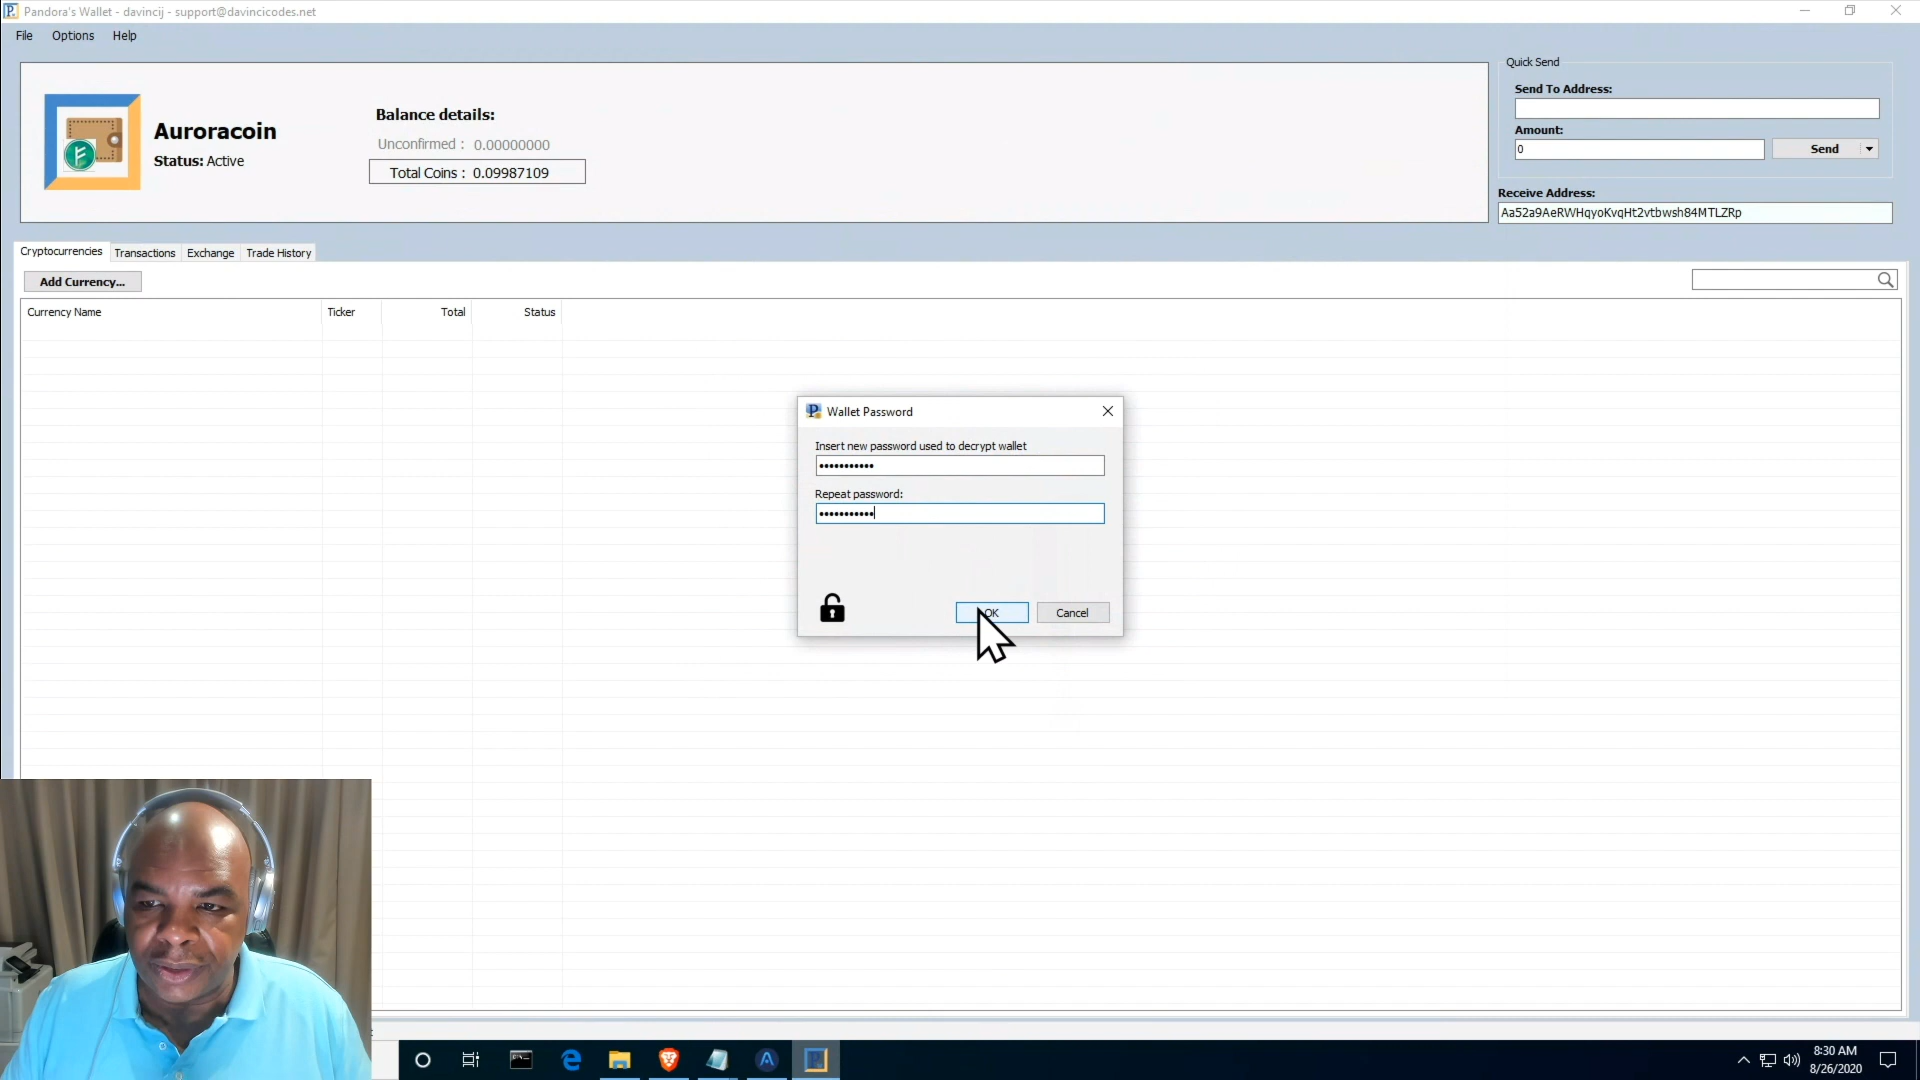 Pandora's Wallet - davincij - support@davincicodes.net
File Options Help
Auroracoin
Status: Active
Balance details:
Unconfirmed : 0.00000000
Total Coins : 0.09987109
Quick Send
Send To Address:
Amount:
0
Send
Receive Address:
Aa52a9AeRWHqyoKvqHt2vtbwsh84MTLZRp
Cryptocurrencies Transactions Exchange Trade History
Add Currency...
Currency Name Ticker Total Status
Wallet Password
Insert new password used to decrypt wallet
Repeat password:
OK Cancel
8:30 AM
8/26/2020